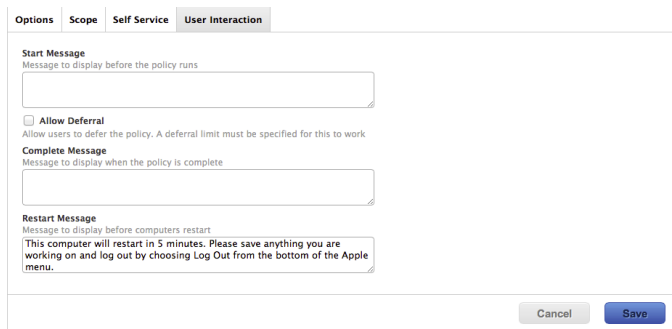 Options Scope Self Service User Interaction
Start Message
Message to display before the policy runs
Allow Deferral
Allow users to defer the policy. A deferral limit must be specified for this to work
Complete Message
Message to display when the policy is complete
Restart Message
Message to display before computers restart
This computer will restart in 5 minutes. Please save anything you are
working on and log out by choosing Log Out from the bottom of the Apple
menu.
Cancel Save